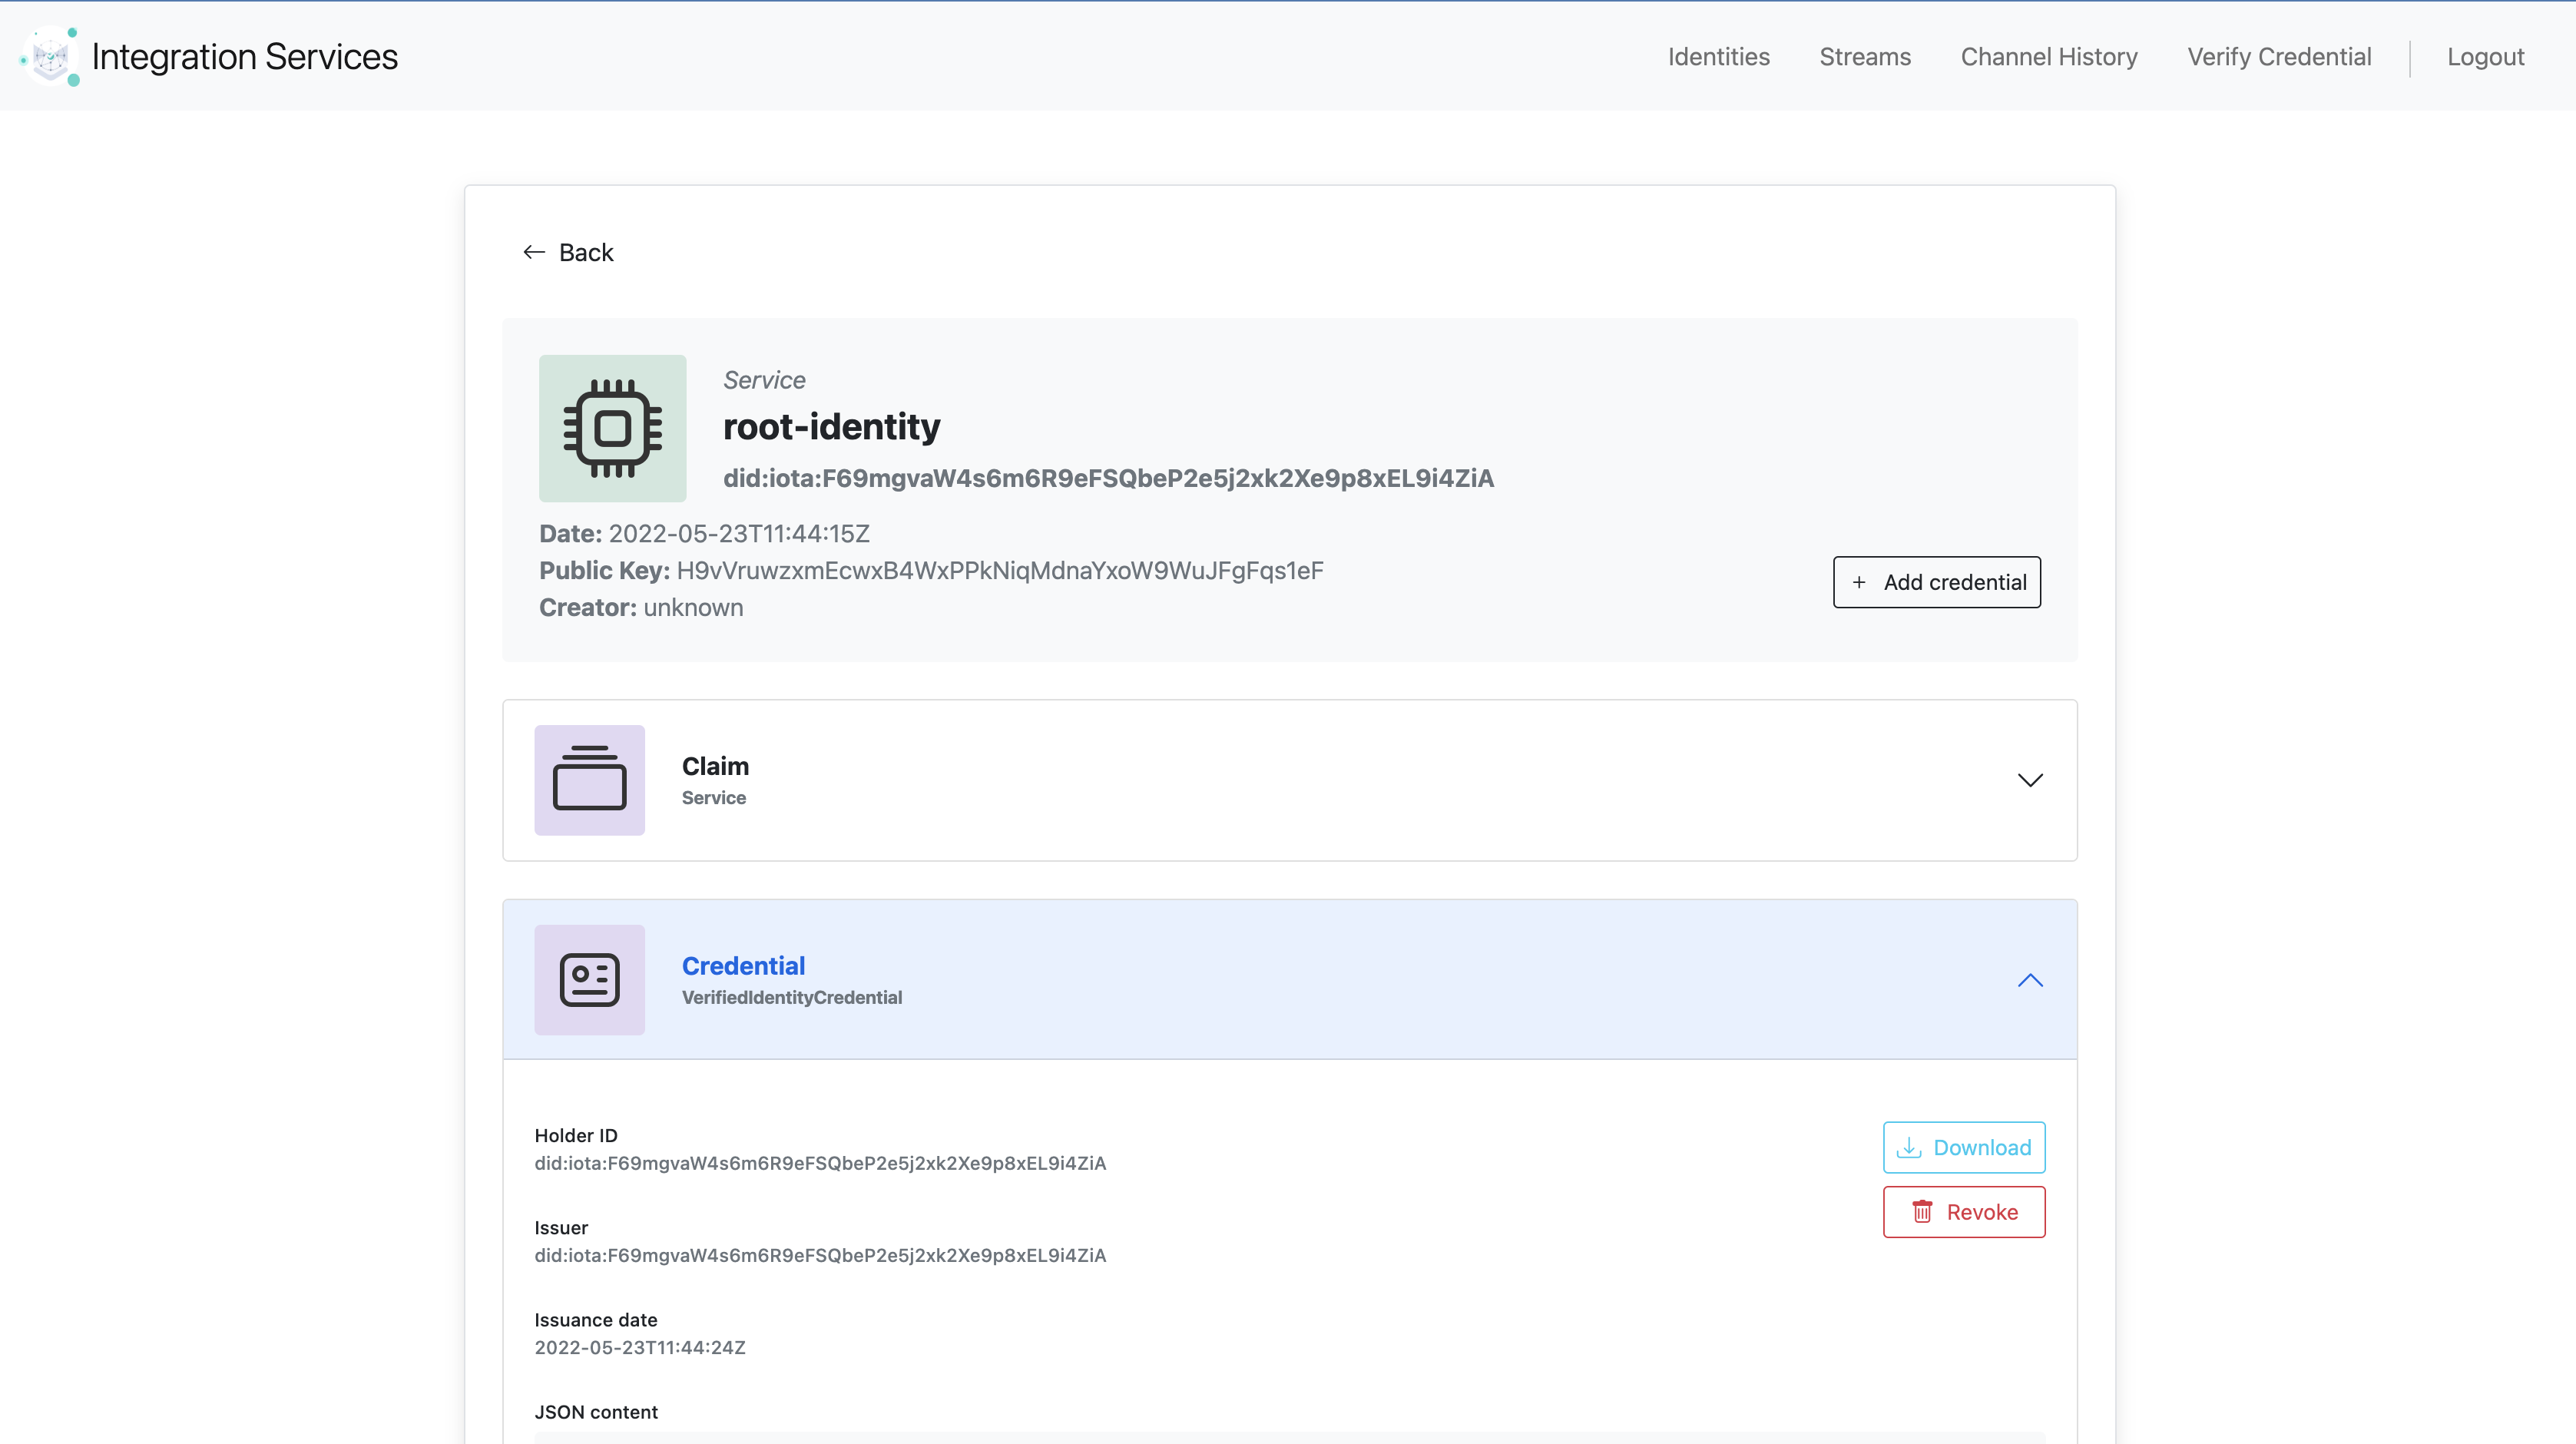 Integration Services
Identities
Streams
Channel History
Verify Credential
Logout
Back
Service
root-identity
did:iota:F69mgvaW4s6m6R9eFSQbeP2e5j2xk2Xe9p8xEL9i4ZiA
Date: 2022-05-23T11:44:15Z
Public Key: H9vVruwzxmEcwxB4WxPPkNiqMdnaYxoW9WuJFgFqs1eF
Creator: unknown
+ Add credential
Claim
Service
Credential
VerifiedIdentityCredential
Holder ID
did:iota:F69mgvaW4s6m6R9eFSQbeP2e5j2xk2Xe9p8xEL9i4ZiA
Download
Revoke
Issuer
did:iota:F69mgvaW4s6m6R9eFSQbeP2e5j2xk2Xe9p8xEL9i4ZiA
Issuance date
2022-05-23T11:44:24Z
JSON content